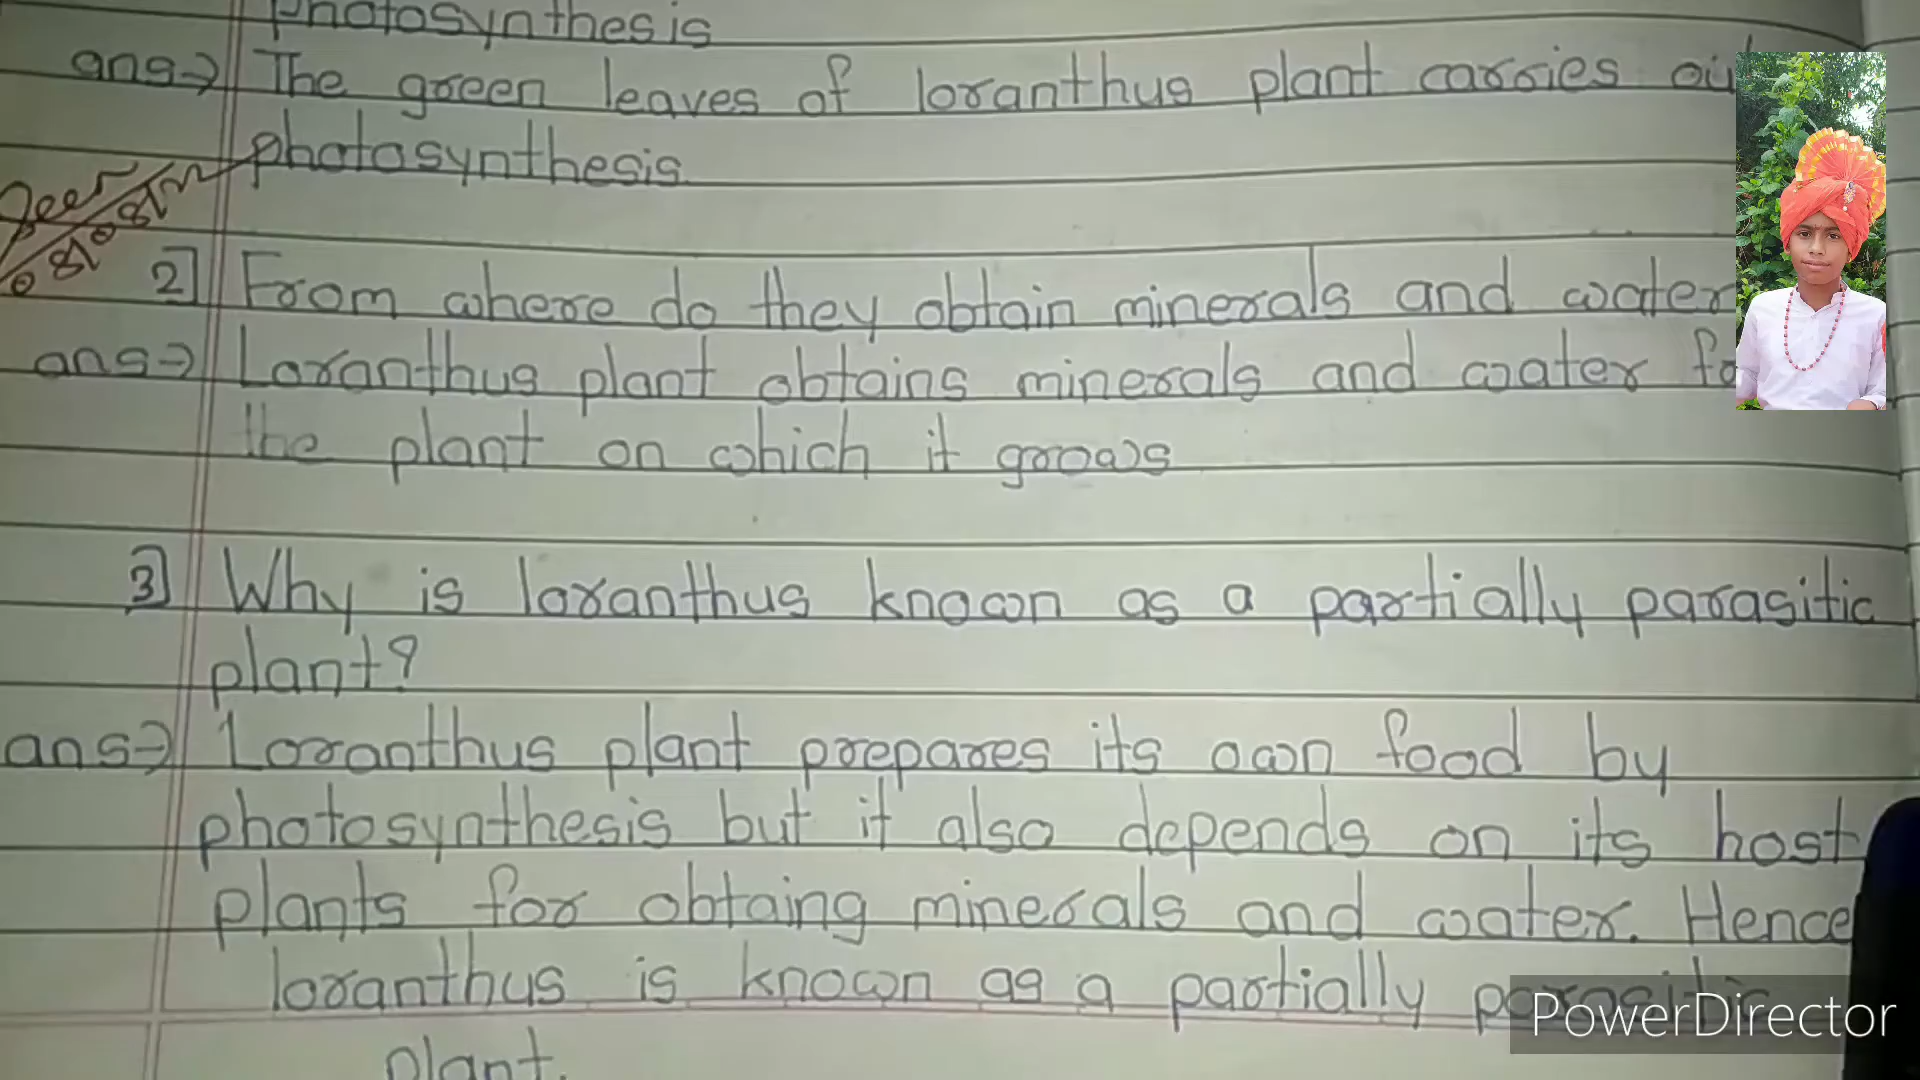 photosynthesis
ans→ The green leaves of loranthus plant carries
photosynthesis.
2] From where do they obtain minerals and water
ans→ Loranthus plant obtains minerals and water
the plant on which it grows
3] Why is loranthus known as a partially parasitic
plant?
ans→ Loranthus plant prepares its own food by
photosynthesis but it also depends on its host
plants for obtaing minerals and water. Hence
loranthus is known as a partially parasitic
plant.
PowerDirector